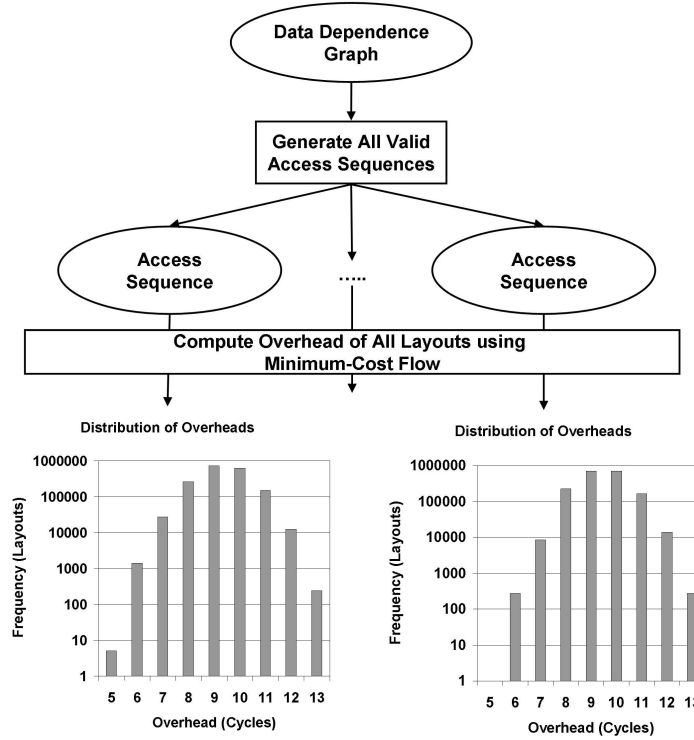 Data Dependence
Graph
Generate All Valid
Access Sequences
Access
Sequence
.....
Access
Sequence
Compute Overhead of All Layouts using
Minimum-Cost Flow
Distribution of Overheads
Frequency (Layouts)
1000000
100000
10000
1000
100
10
1
5 6 7 8 9 10 11 12 13
Overhead (Cycles)
Distribution of Overheads
Frequency (Layouts)
1000000
100000
10000
1000
100
10
1
5 6 7 8 9 10 11 12 13
Overhead (Cycles)